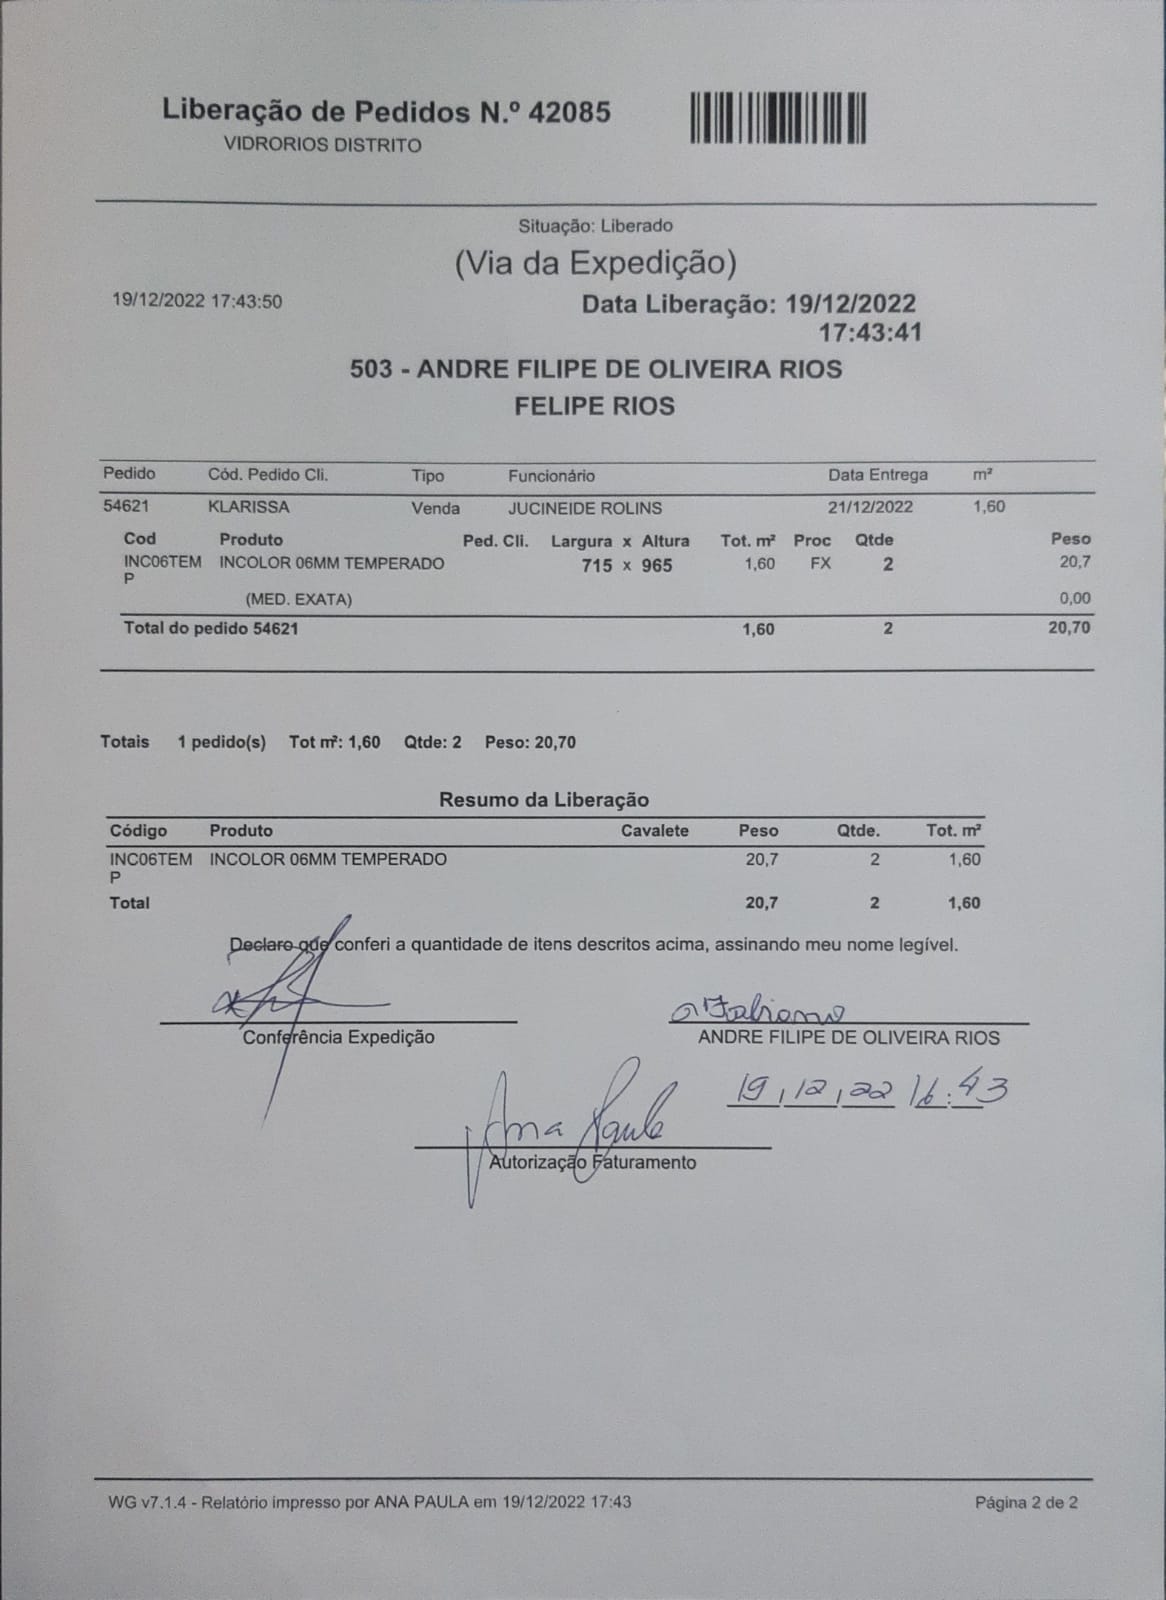 Liberação de Pedidos N.º 42085
VIDRORIOS DISTRITO
Situação: Liberado
(Via da Expedição)
19/12/2022 17:43:50
Data Liberação: 19/12/2022
17:43:41
503 - ANDRE FILIPE DE OLIVEIRA RIOS
FELIPE RIOS
Pedido Cód. Pedido Cli. Tipo Funcionário Data Entrega m²
54621 KLARISSA Venda JUCINEIDE ROLINS 21/12/2022 1,60
Cod Produto Ped. Cli. Largura x Altura Tot. m² Proc Qtde Peso
INC06TEM INCOLOR 06MM TEMPERADO 715 x 965 1,60 FX 2 20,7
P
(MED. EXATA) 0,00
Total do pedido 54621 1,60 2 20,70
Totais 1 pedido(s) Tot m²: 1,60 Qtde: 2 Peso: 20,70
Resumo da Liberação
Código Produto Cavalete Peso Qtde. Tot. m²
INC06TEM INCOLOR 06MM TEMPERADO 20,7 2 1,60
P
Total 20,7 2 1,60
Declaro que conferi a quantidade de itens descritos acima, assinando meu nome legível.
Fabiano
Conferência Expedição ANDRE FILIPE DE OLIVEIRA RIOS
19,12,22 16:43
Ana Paula
Autorização Faturamento
WG v7.1.4 - Relatório impresso por ANA PAULA em 19/12/2022 17:43 Página 2 de 2